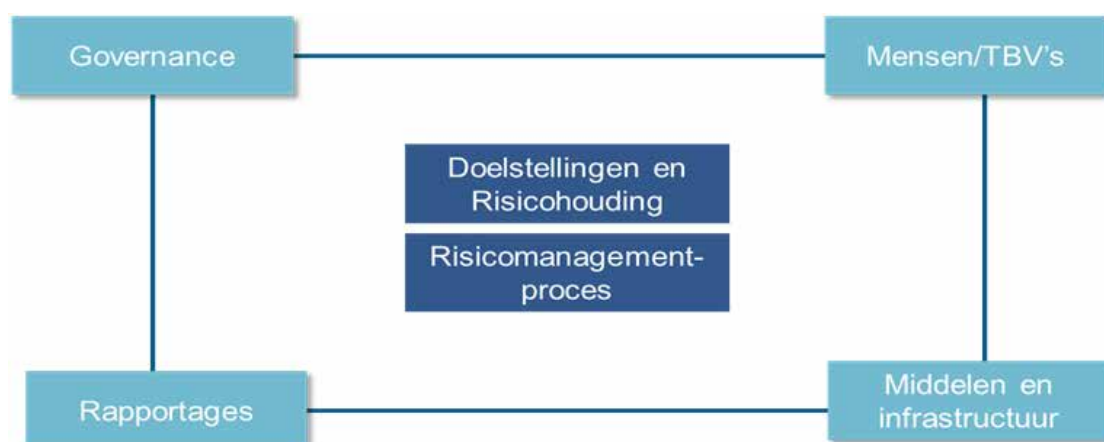 Governance
Mensen/TBV's
Doelstellingen en
Risicohouding
Risicomanagement-
proces
Rapportages
Middelen en
infrastructuur